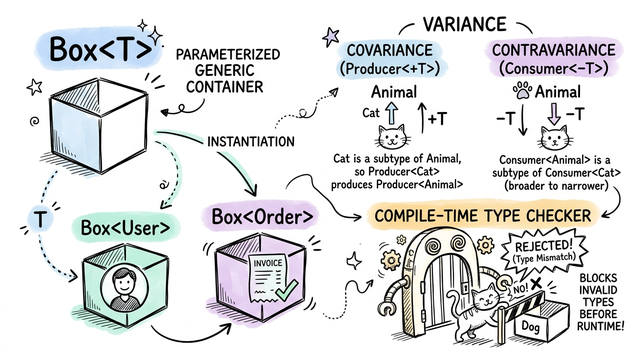 Box<T>
PARAMETERIZED
GENERIC
CONTAINER
INSTANTIATION
T
Box<User>
Box<Order>
INVOICE
VARIANCE
COVARIANCE
(Producer<+T>)
Animal
Cat
+T
Cat is a subtype of Animal,
so Producer<Cat>
produces Producer<Animal>
CONTRAVARIANCE
(Consumer<−T>)
Animal
−T
−T
Consumer<Animal> is a
subtype of Consumer<Cat>
(broader to narrower)
COMPILE-TIME TYPE CHECKER
REJECTED!
(Type Mismatch)
NO!
Dog
BLOCKS
INVALID
TYPES
BEFORE
RUNTIME!